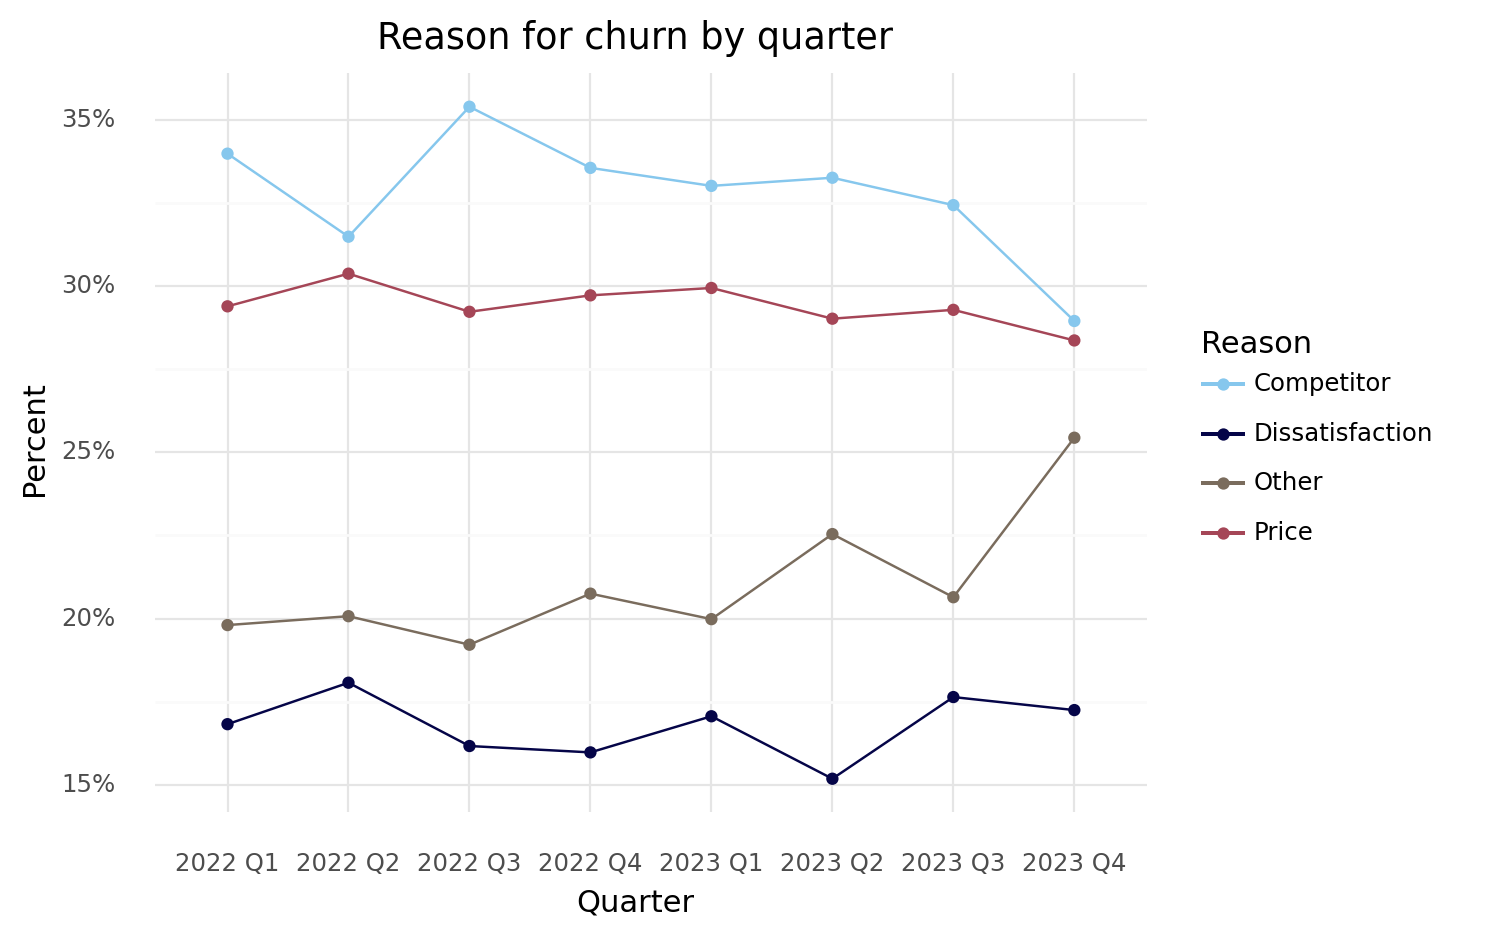 Reason for churn by quarter
35%
30%
25%
20%
15%
Percent
2022 Q1 2022 Q2 2022 Q3 2022 Q4 2023 Q1 2023 Q2 2023 Q3 2023 Q4
Quarter
Reason
Competitor
Dissatisfaction
Other
Price